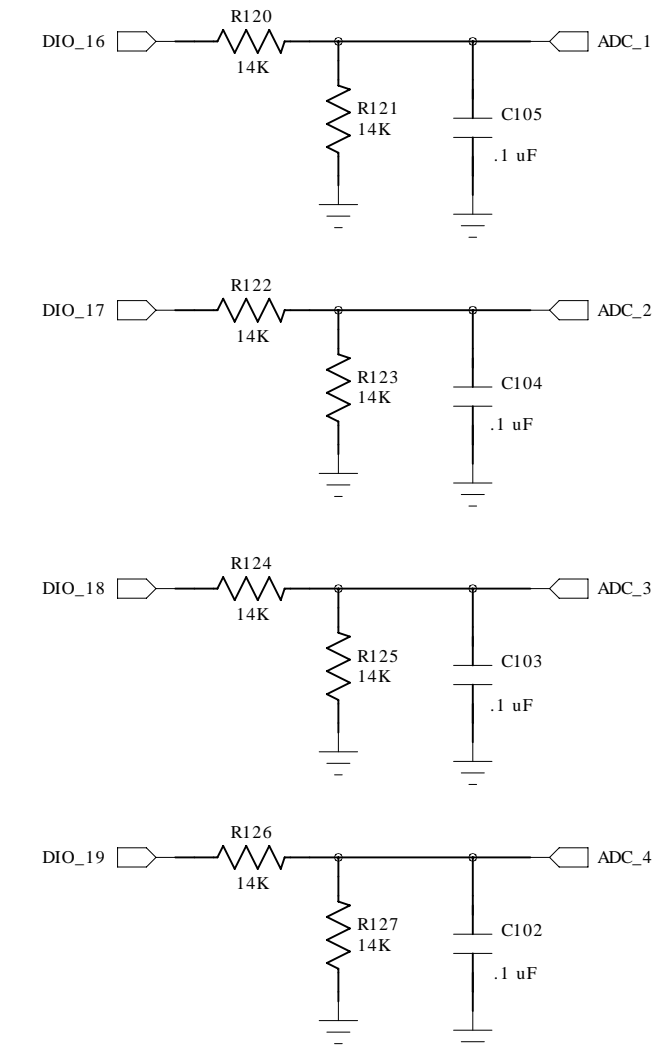 R120
DIO_16
ADC_1
14K
R121
14K
C105
.1 uF
R122
DIO_17
ADC_2
14K
R123
14K
C104
.1 uF
R124
DIO_18
ADC_3
14K
R125
14K
C103
.1 uF
R126
DIO_19
ADC_4
14K
R127
14K
C102
.1 uF